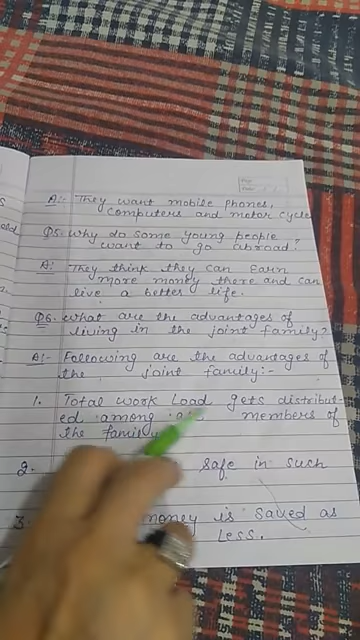 A:- They want mobile phones,
computers and motor cycle
Q5. Why do some young people
want to go abroad?
A:- They think they can earn
more money there and can
live a better life.
Q6. What are the advantages of
living in the joint family?
A:- Following are the advantages of
the joint family:-
1. Total work load gets distribut-
ed among members of
the family
2. safe in such
3. money is saved as
less.